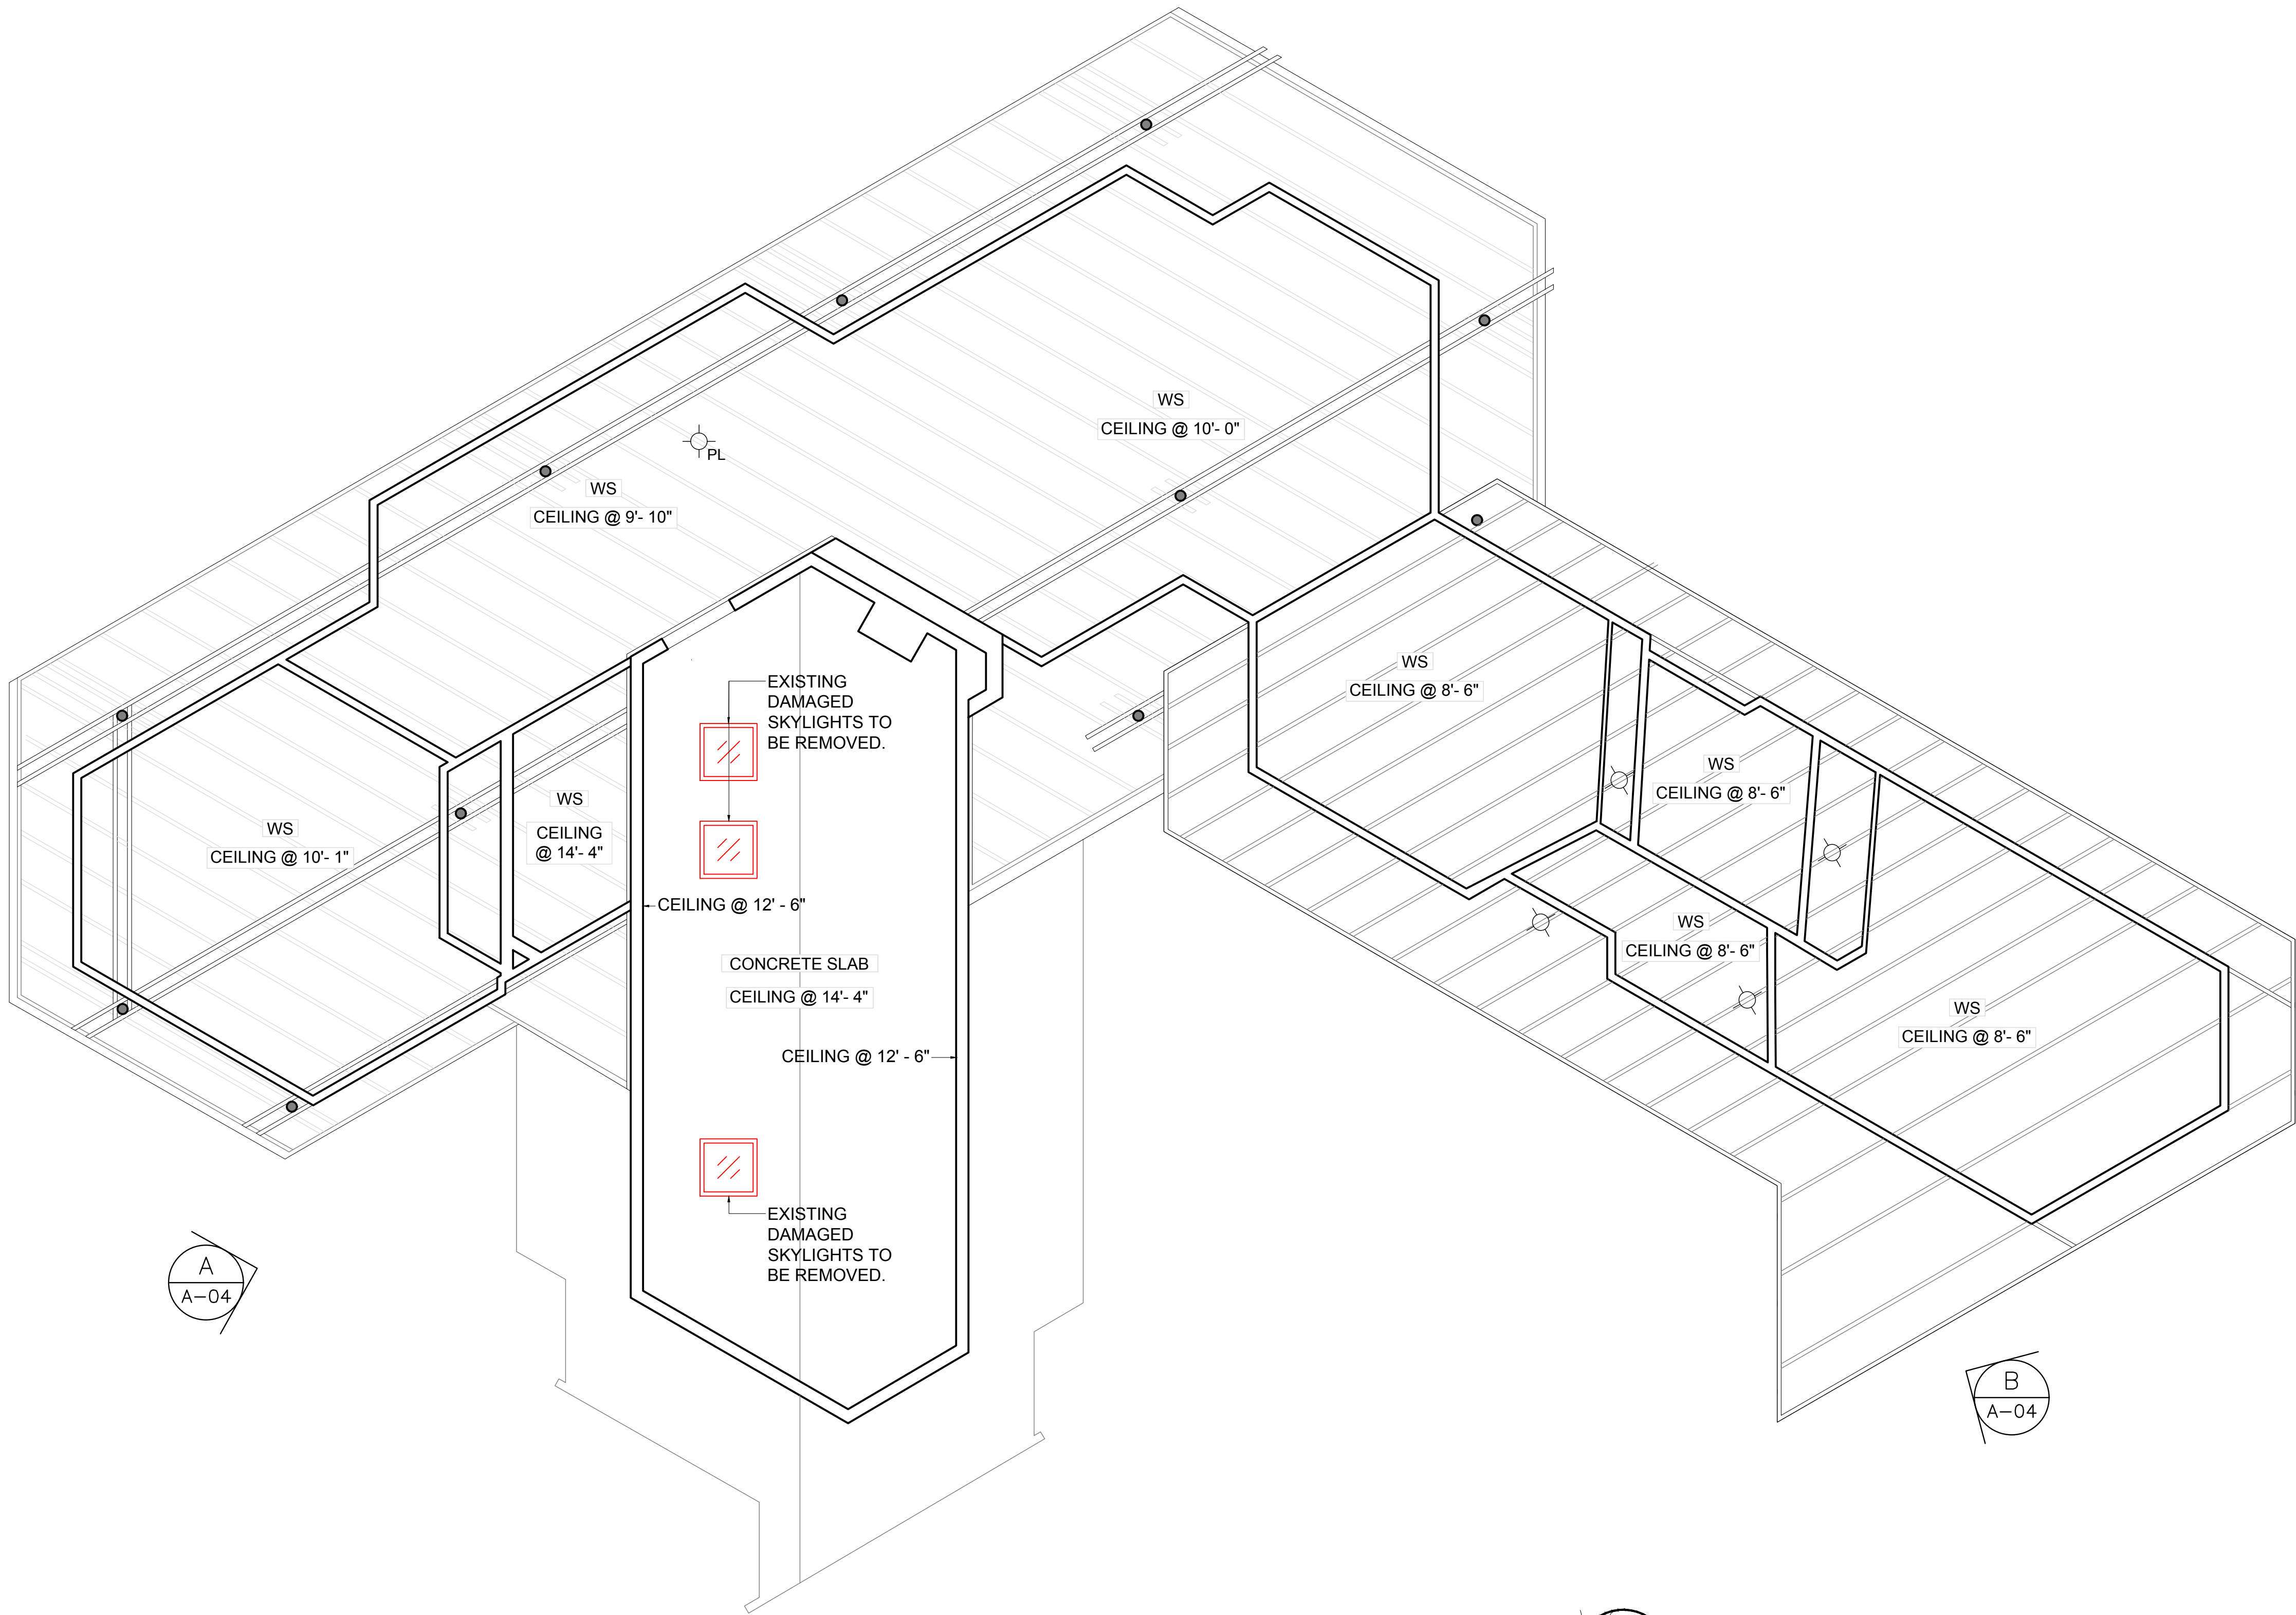 WS
CEILING @ 10'- 0"
PL
WS
CEILING @ 9'- 10"
WS
CEILING @ 8'- 6"
EXISTING
DAMAGED
SKYLIGHTS TO
BE REMOVED.
WS
CEILING @ 8'- 6"
WS
CEILING
@ 14'- 4"
WS
CEILING @ 10'- 1"
CEILING @ 12' - 6"
WS
CEILING @ 8'- 6"
CONCRETE SLAB
CEILING @ 14'- 4"
WS
CEILING @ 8'- 6"
CEILING @ 12' - 6"
EXISTING
DAMAGED
SKYLIGHTS TO
BE REMOVED.
A
A-04
B
A-04